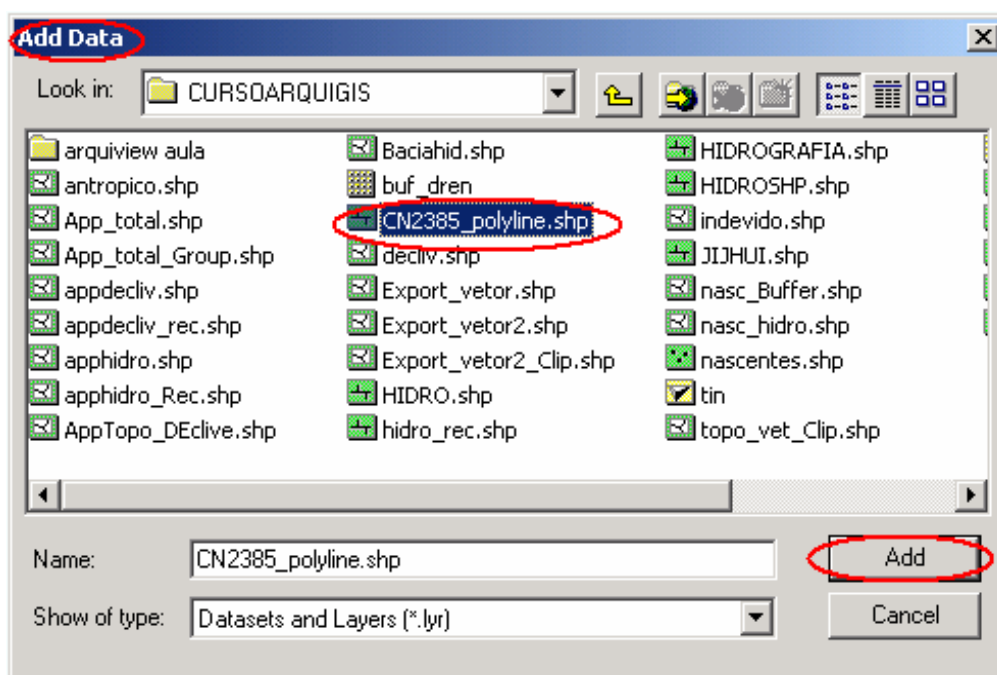 Add Data
Look in: CURSOARQUIGIS
arquiview aula
antropico.shp
App_total.shp
App_total_Group.shp
appdecliv.shp
appdecliv_rec.shp
apphidro.shp
apphidro_Rec.shp
AppTopo_DEclive.shp
Baciahid.shp
buf_dren
CN2385_polyline.shp
decliv.shp
Export_vetor.shp
Export_vetor2.shp
Export_vetor2_Clip.shp
HIDRO.shp
hidro_rec.shp
HIDROGRAFIA.shp
HIDROSHP.shp
indevido.shp
JIJHUI.shp
nasc_Buffer.shp
nasc_hidro.shp
nascentes.shp
tin
topo_vet_Clip.shp
Name: CN2385_polyline.shp
Add
Show of type: Datasets and Layers (*.lyr)
Cancel